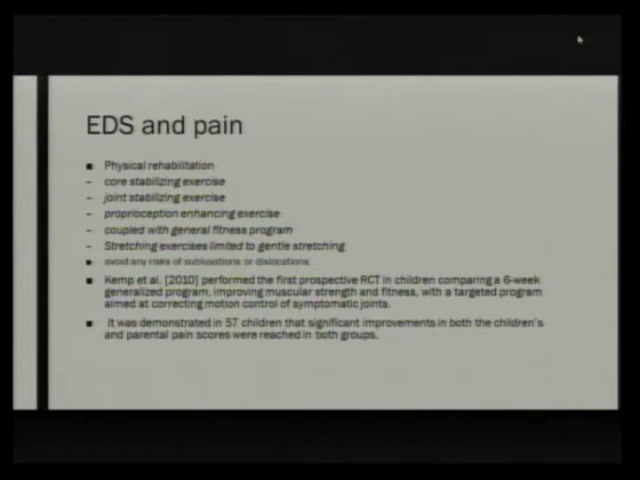 EDS and pain
Physical rehabilitation
– core stabilizing exercise
– joint stabilizing exercise
– proprioception enhancing exercise
– coupled with general fitness program
– Stretching exercises limited to gentle stretching
avoid any risks of subluxations or dislocations.
Kemp et al. [2010] performed the first prospective RCT in children comparing a 6-week
generalized program, improving muscular strength and fitness, with a targeted program
aimed at correcting motion control of symptomatic joints.
It was demonstrated in 57 children that significant improvements in both the children's
and parental pain scores were reached in both groups.